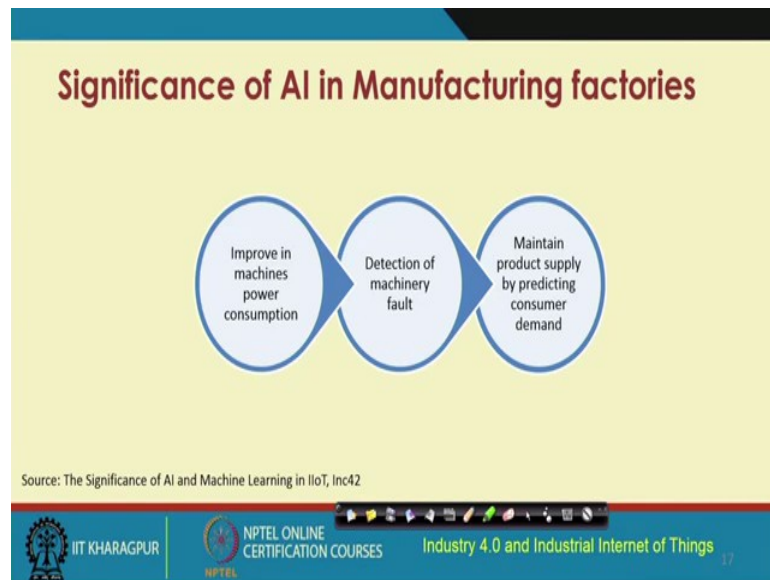 Significance of AI in Manufacturing factories
Improve in
machines
power
consumption
Detection of
machinery
fault
Maintain
product supply
by predicting
consumer
demand
Source: The Significance of AI and Machine Learning in IIoT, Inc42
IIT KHARAGPUR
NPTEL
NPTEL ONLINE
CERTIFICATION COURSES
Industry 4.0 and Industrial Internet of Things
17